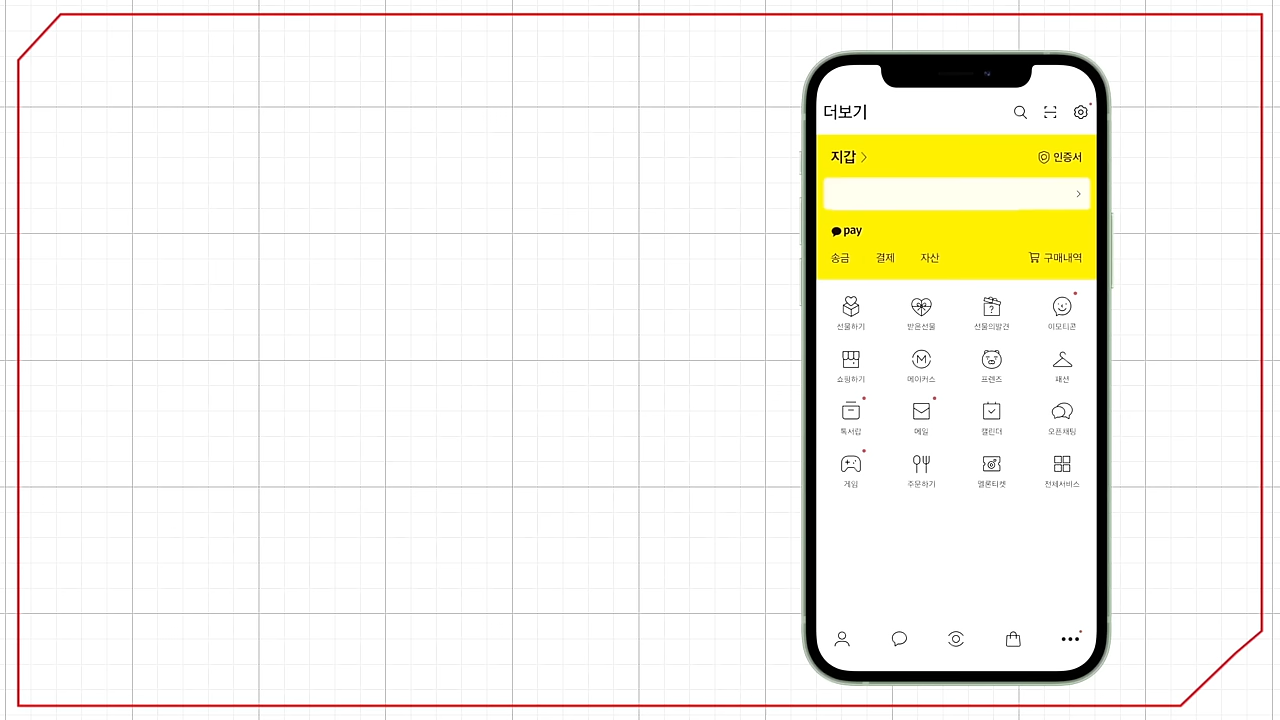 더보기
지갑
인증서
pay
송금 결제 자산 구매내역
선물하기 받은선물 선물의발견 이모티콘
쇼핑하기 메이커스 프렌즈 패션
톡서랍 메일 캘린더 오픈채팅
게임 주문하기 멜론티켓 전체서비스